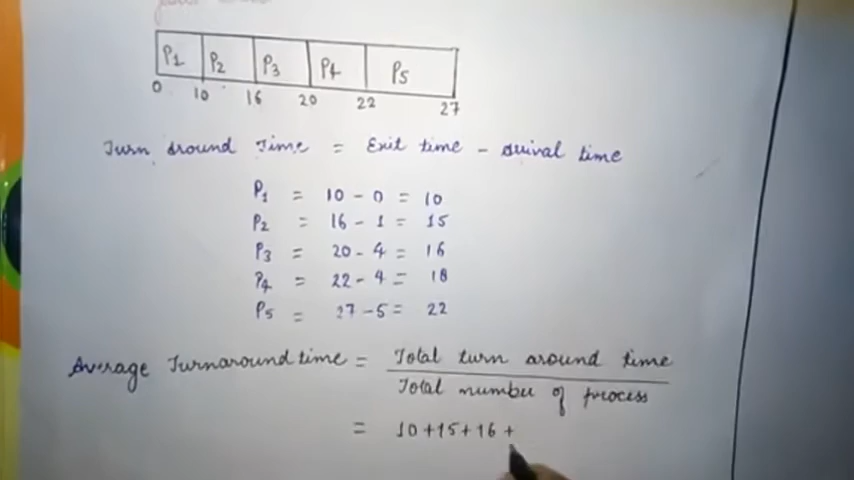 P1 P2 P3 P4 P5
0 10 16 20 22 27
Turn around Time = Exit time - arrival time
P1 = 10 - 0 = 10
P2 = 16 - 1 = 15
P3 = 20 - 4 = 16
P4 = 22 - 4 = 18
P5 = 27 - 5 = 22
Average Turnaround time = Total turn around time
Total number of process
= 10 + 15 + 16 +